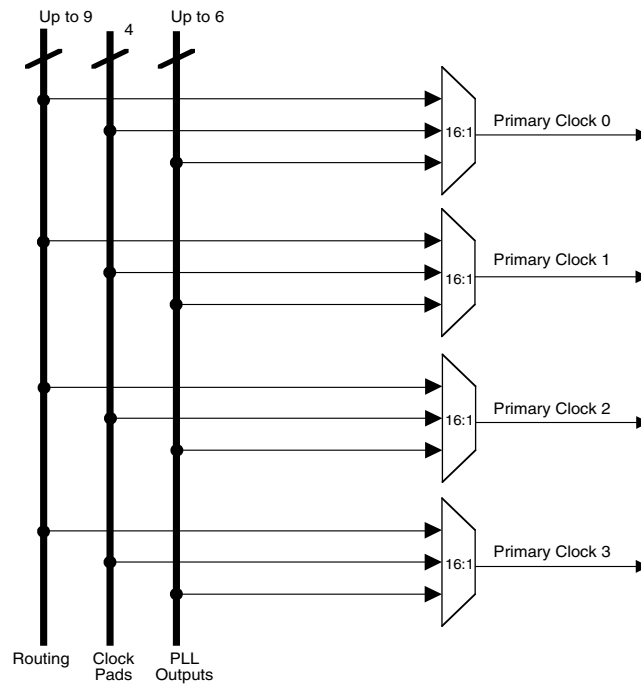 Up to 9
4
Up to 6
16:1
Primary Clock 0
16:1
Primary Clock 1
16:1
Primary Clock 2
16:1
Primary Clock 3
Routing
Clock
Pads
PLL
Outputs